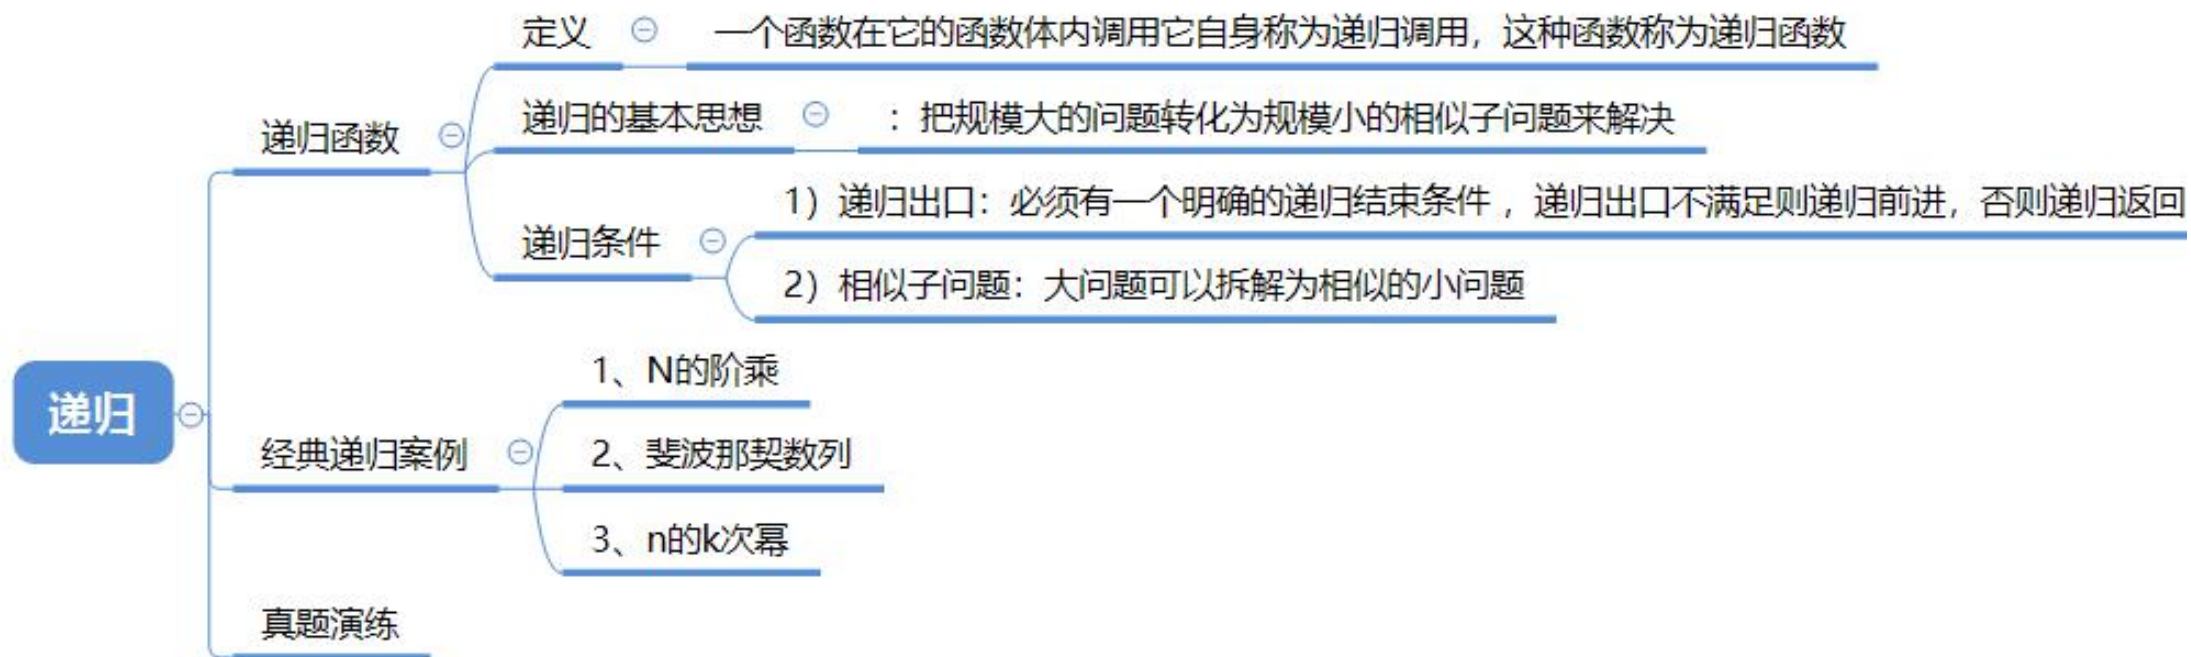 定义
一个函数在它的函数体内调用它自身称为递归调用，这种函数称为递归函数
递归函数
递归的基本思想
：把规模大的问题转化为规模小的相似子问题来解决
递归条件
1）递归出口：必须有一个明确的递归结束条件 ，递归出口不满足则递归前进，否则递归返回
2）相似子问题：大问题可以拆解为相似的小问题
递归
经典递归案例
1、N的阶乘
2、斐波那契数列
3、n的k次幂
真题演练